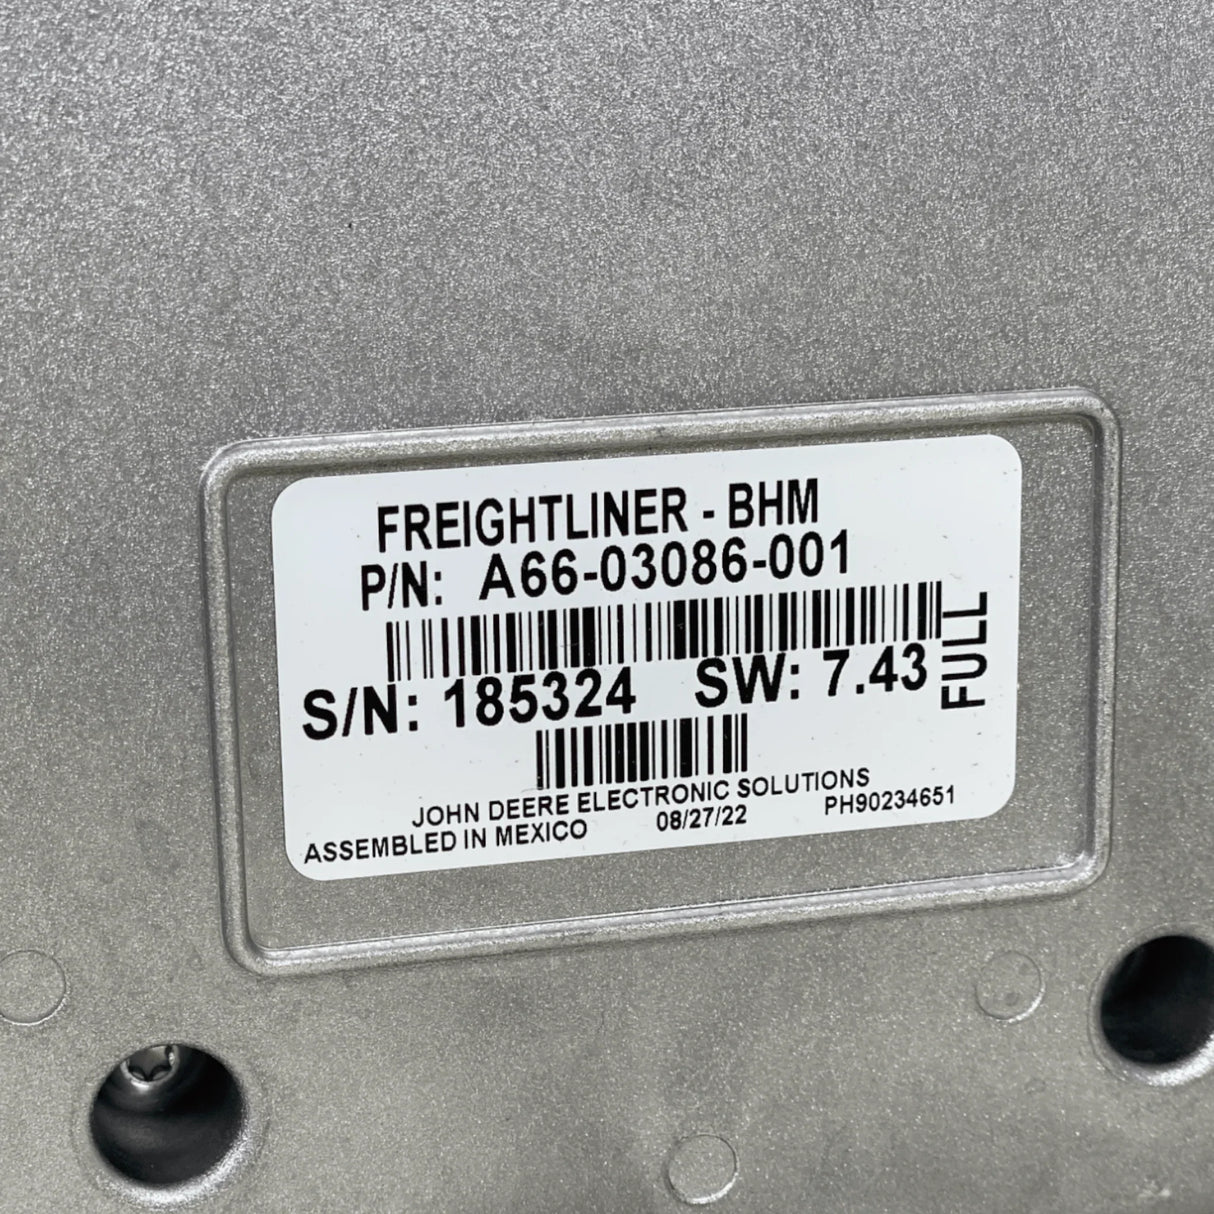 FREIGHTLINER - BHM
P/N: A66-03086-001
S/N: 185324 SW: 7.43
FULL
JOHN DEERE ELECTRONIC SOLUTIONS
ASSEMBLED IN MEXICO 08/27/22 PH90234651